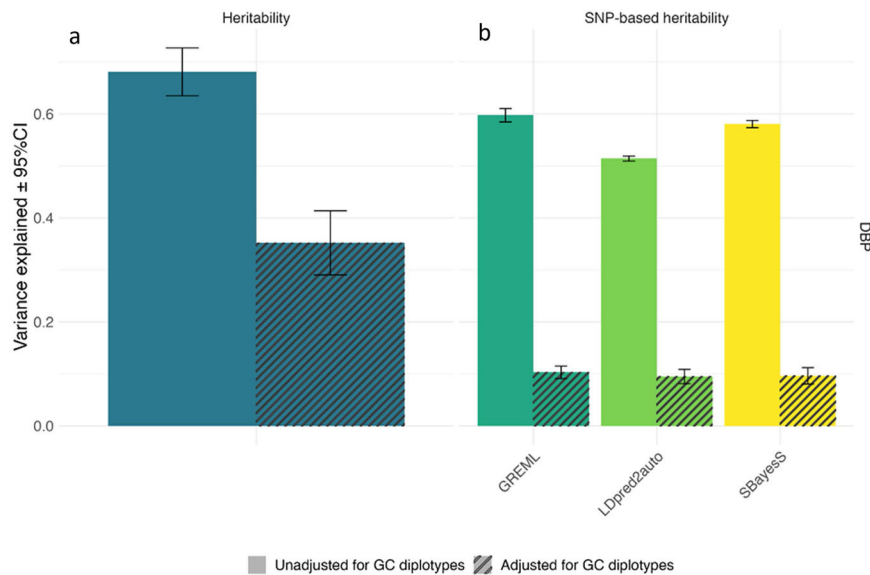 a
Heritability
b
SNP-based heritability
Variance explained ± 95%CI
0.6
0.4
0.2
0.0
DBP
GREML
LDpred2auto
SBayesS
Unadjusted for GC diplotypes
Adjusted for GC diplotypes